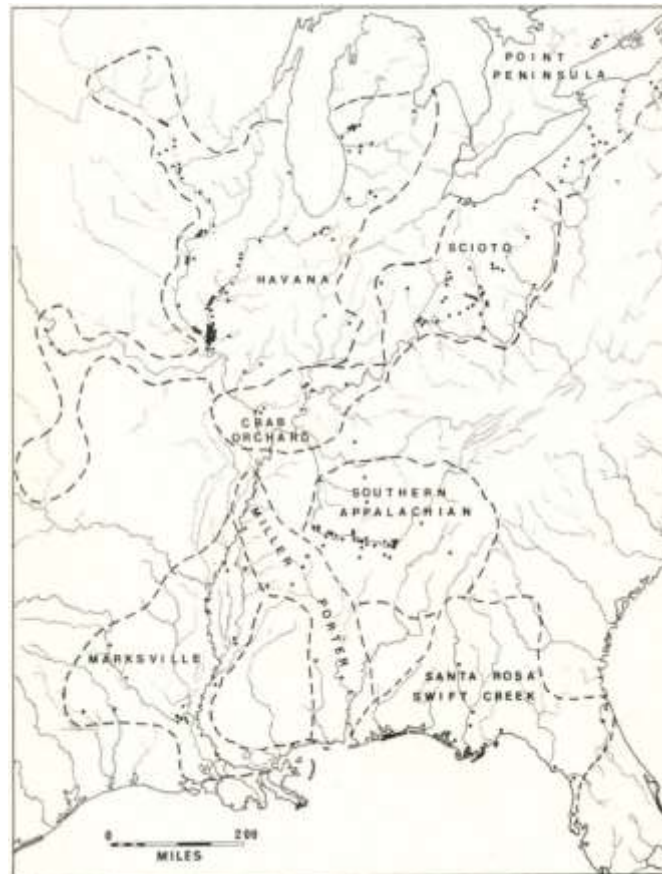 POINT
PENINSULA
SCIOTO
HAVANA
CRAB
ORCHARD
SOUTHERN
APPALACHIAN
MILLER
PORTER
MARKSVILLE
SANTA ROSA
SWIFT CREEK
0 200
MILES